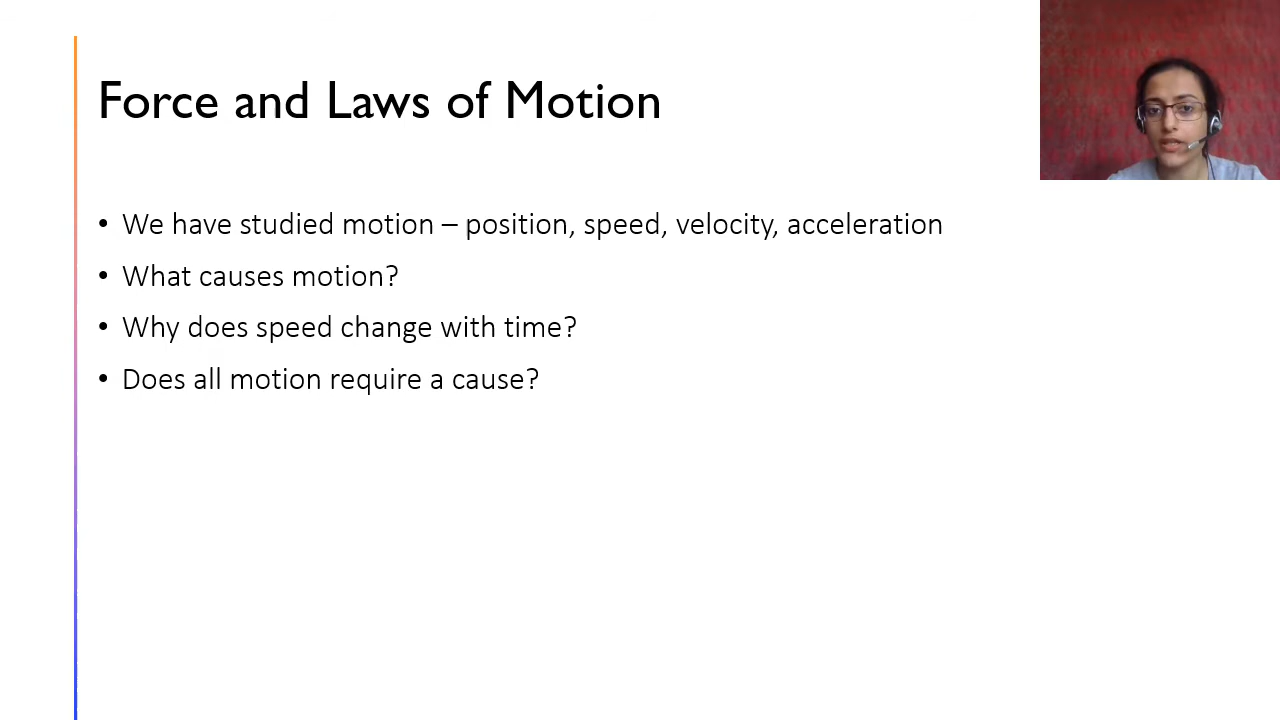 Force and Laws of Motion
• We have studied motion – position, speed, velocity, acceleration
• What causes motion?
• Why does speed change with time?
• Does all motion require a cause?